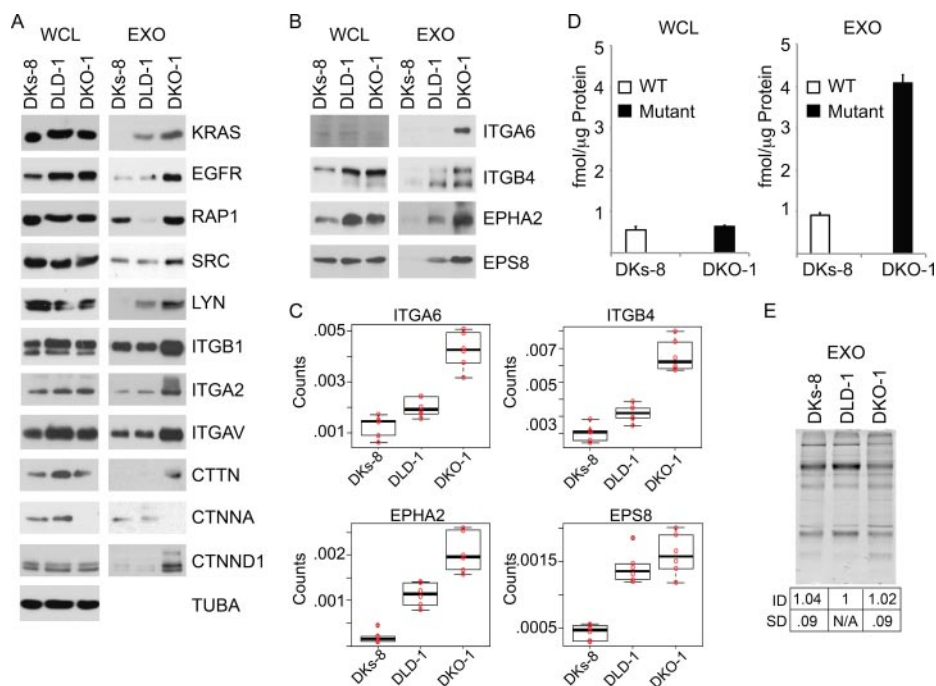 A
WCL EXO
DKs-8 DLD-1 DKO-1 DKs-8 DLD-1 DKO-1
KRAS
EGFR
RAP1
SRC
LYN
ITGB1
ITGA2
ITGAV
CTTN
CTNNA
CTNND1
TUBA
B
WCL EXO
DKs-8 DLD-1 DKO-1 DKs-8 DLD-1 DKO-1
ITGA6
ITGB4
EPHA2
EPS8
C
ITGA6
Counts
.005
.003
.001
DKs-8 DLD-1 DKO-1
ITGB4
Counts
.007
.005
.003
DKs-8 DLD-1 DKO-1
EPHA2
Counts
.002
.001
DKs-8 DLD-1 DKO-1
EPS8
Counts
.0015
.0005
DKs-8 DLD-1 DKO-1
D
WCL
fmol/µg Protein
5
4
3
2
1
WT
Mutant
DKs-8 DKO-1
EXO
fmol/µg Protein
5
4
3
2
1
WT
Mutant
DKs-8 DKO-1
E
EXO
DKs-8 DLD-1 DKO-1
ID 1.04 1 1.02
SD .09 N/A .09